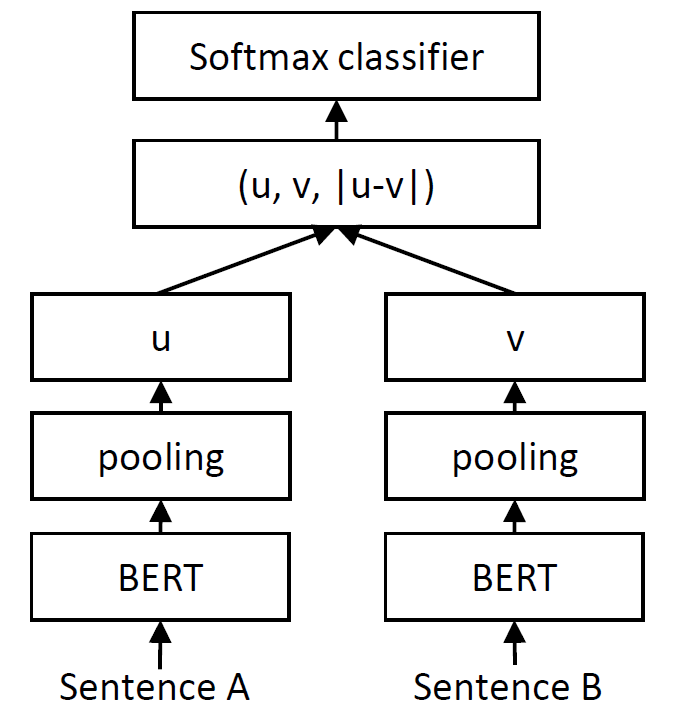 Softmax classifier
(u, v, |u-v|)
u
v
pooling
pooling
BERT
BERT
Sentence A
Sentence B